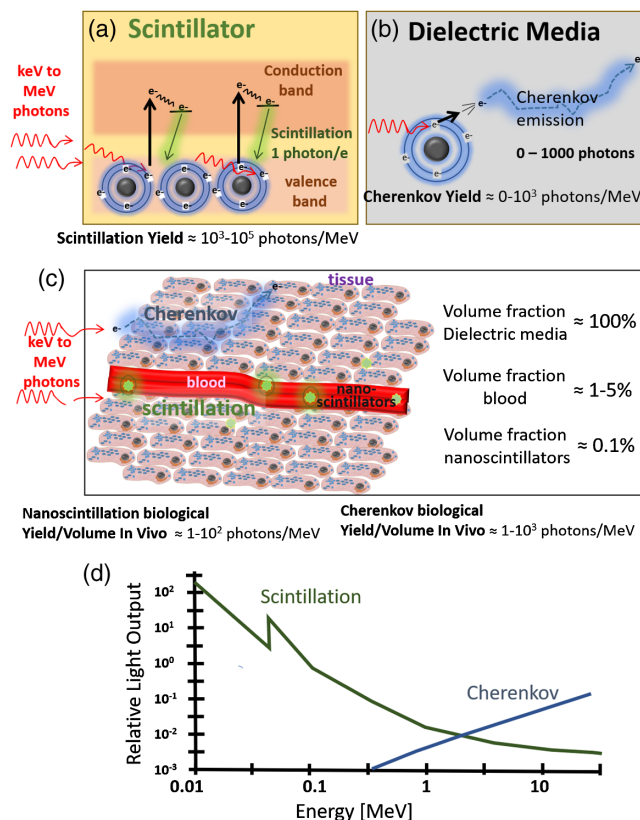 (a) Scintillator
keV to
MeV
photons
Conduction
band
e-
e-
e-
e-
Scintillation
1 photon/e
valence
band
e-
e-
e-
e-
e-
e-
e-
e-
e-
Scintillation Yield ≈ 10³-10⁵ photons/MeV
(b) Dielectric Media
e-
e-
Cherenkov
emission
e-
e-
e-
e-
0 – 1000 photons
Cherenkov Yield ≈ 0-10³ photons/MeV
(c)
tissue
e-
Cherenkov
e-
keV to
MeV
photons
blood
nano-
scintillators
scintillation
Volume fraction
Dielectric media ≈ 100%
Volume fraction
blood ≈ 1-5%
Volume fraction
nanoscintillators ≈ 0.1%
Nanoscintillation biological
Yield/Volume In Vivo ≈ 1-10² photons/MeV
Cherenkov biological
Yield/Volume In Vivo ≈ 1-10³ photons/MeV
(d)
Relative Light Output
10²
10¹
10⁰
10⁻¹
10⁻²
10⁻³
Scintillation
Cherenkov
0.01
0.1
1
10
Energy [MeV]